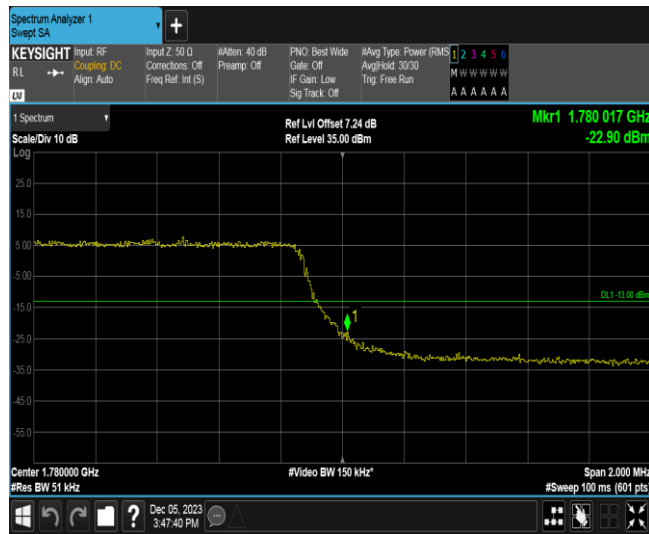 Spectrum Analyzer 1
Swept SA
+
KEYSIGHT
RL
LXI
Input: RF
Coupling: DC
Align: Auto
Input Z: 50 Ω
Corrections: Off
Freq Ref: Int (S)
#Atten: 40 dB
Preamp: Off
PNO: Best Wide
Gate: Off
IF Gain: Low
Sig Track: Off
#Avg Type: Power (RMS
Avg|Hold: 30/30
Trig: Free Run
1 2 3 4 5 6
M W W W W W
A A A A A A
1 Spectrum
Scale/Div 10 dB
Log
Ref Lvl Offset 7.24 dB
Ref Level 35.00 dBm
Mkr1 1.780 017 GHz
-22.90 dBm
25.0
15.0
5.00
-5.00
DL1 -13.00 dBm
-15.0
1
-25.0
-35.0
-45.0
-55.0
Center 1.780000 GHz
#Video BW 150 kHz*
Span 2.000 MHz
#Res BW 51 kHz
#Sweep 100 ms (601 pts
?
Dec 05, 2023
3:47:40 PM